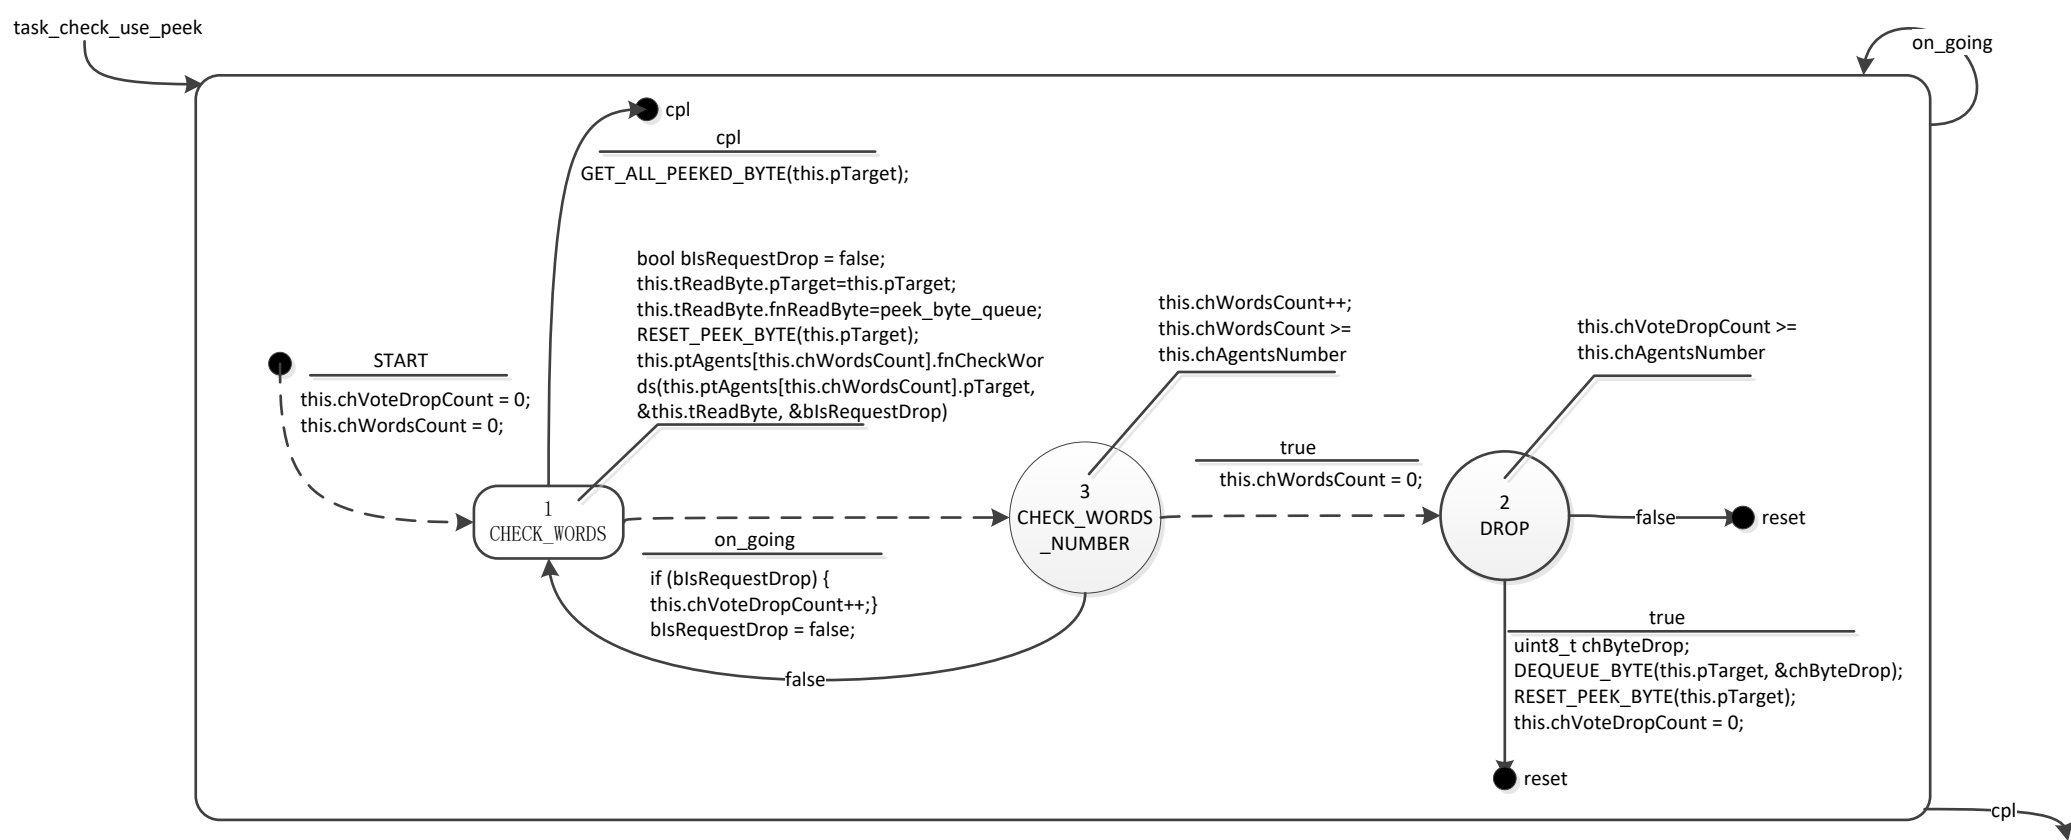 task_check_use_peek
on_going
cpl
cpl
GET_ALL_PEEKED_BYTE(this.pTarget);
bool bIsRequestDrop = false;
this.tReadByte.pTarget=this.pTarget;
this.tReadByte.fnReadByte=peek_byte_queue;
RESET_PEEK_BYTE(this.pTarget);
this.ptAgents[this.chWordsCount].fnCheckWor
ds(this.ptAgents[this.chWordsCount].pTarget,
&this.tReadByte, &bIsRequestDrop)
this.chWordsCount++;
this.chWordsCount >=
this.chAgentsNumber
this.chVoteDropCount >=
this.chAgentsNumber
START
this.chVoteDropCount = 0;
this.chWordsCount = 0;
true
this.chWordsCount = 0;
1
CHECK_WORDS
3
CHECK_WORDS
_NUMBER
2
DROP
false
reset
on_going
if (bIsRequestDrop) {
this.chVoteDropCount++;}
bIsRequestDrop = false;
false
true
uint8_t chByteDrop;
DEQUEUE_BYTE(this.pTarget, &chByteDrop);
RESET_PEEK_BYTE(this.pTarget);
this.chVoteDropCount = 0;
reset
cpl